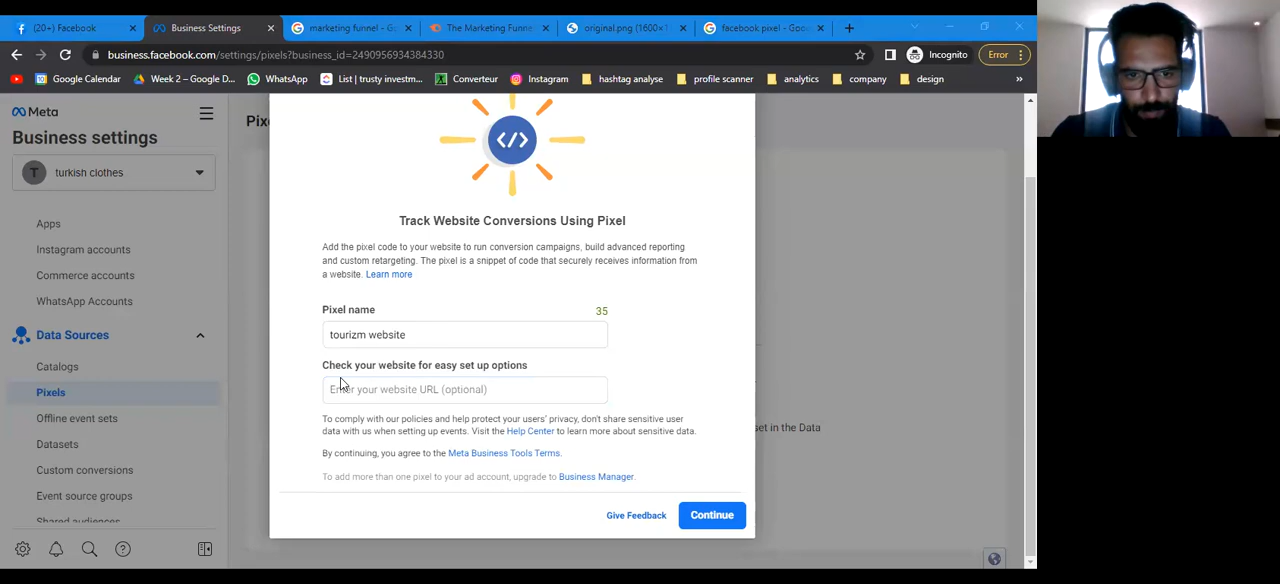 (20+) Facebook
Business Settings
marketing funnel - Go
The Marketing Funne
original.png (1600×1
facebook pixel - Goo
business.facebook.com/settings/pixels?business_id=2490956934384330
Incognito
Error
Google Calendar
Week 2 – Google D...
WhatsApp
List | trusty investm...
Converteur
Instagram
hashtag analyse
profile scanner
analytics
company
design
»
Meta
Business settings
T
turkish clothes
Apps
Instagram accounts
Commerce accounts
WhatsApp Accounts
Data Sources
Catalogs
Pixels
Offline event sets
Datasets
Custom conversions
Event source groups
Shared audiences
Pix
</>
Track Website Conversions Using Pixel
Add the pixel code to your website to run conversion campaigns, build advanced reporting
and custom retargeting. The pixel is a snippet of code that securely receives information from
a website. Learn more
Pixel name
35
tourizm website
Check your website for easy set up options
Enter your website URL (optional)
To comply with our policies and help protect your users' privacy, don't share sensitive user
data with us when setting up events. Visit the Help Center to learn more about sensitive data.
By continuing, you agree to the Meta Business Tools Terms.
To add more than one pixel to your ad account, upgrade to Business Manager.
Give Feedback
Continue
set in the Data